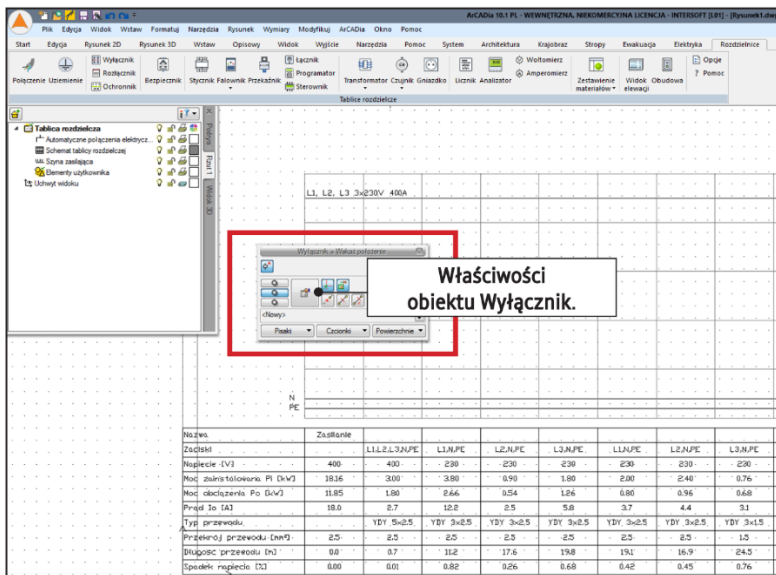 ArCADia 10.1 PL - WEWNĘTRZNA, NIEKOMERCYJNA LICENCJA - INTERSOFT [L01] - [Rysunek1.dwg
Plik Edycja Widok Wstaw Formatuj Narzędzia Rysunek Wymiary Modyfikuj ArCADia Okno Pomoc
Start Edycja Rysunek 2D Rysunek 3D Wstaw Opisowy Widok Wyjście Narzędzia Pomoc System Architektura Krajobraz Stropy Ewakuacja Elektryka Rozdzielnice
Wyłącznik Łącznik Woltomierz Opcje
Rozłącznik Programator Amperomierz Pomoc
Połączenie Uziemienie Ochronnik Bezpiecznik Stycznik Falownik Przekaźnik Sterownik Transformator Czujnik Gniazdko Licznik Analizator Zestawienie materiałów Widok elewacji Obudowa
Tablice rozdzielcze
Tablica rozdzielcza
Automatyczne połączenia elektrycz...
Schemat tablicy rozdzielczej
Szyna zasilająca
Elementy użytkownika
Uchwyt widoku
Rzut 1
Widok 3D
L1, L2, L3 3x230V 400A
Wyłącznik » Wskaż położenie
Właściwości
obiektu Wyłącznik.
<Nowy>
Pisaki Czcionki Powierzchnie
N
PE
Nazwa Zasilanie
Zaciski L1,L2,L3,N,PE L1,N,PE L2,N,PE L3,N,PE L1,N,PE L2,N,PE L3,N,PE
Napięcie [V] 400 400 230 230 230 230 230 230
Moc zainstalowana Pi [kW] 18.16 3.00 3.80 0.90 1.80 2.00 2.40 0.76
Moc obciążenia Po [kW] 11.85 1.80 2.66 0.54 1.26 0.80 0.96 0.68
Prąd Io [A] 18.0 2.7 12.2 2.5 5.8 3.7 4.4 3.1
Typ przewodu YDY 5x2.5 YDY 3x2.5 YDY 3x2.5 YDY 3x2.5 YDY 3x2.5 YDY 3x2.5 YDY 3x1.5
Przekrój przewodu [mm²] 2.5 2.5 2.5 2.5 2.5 2.5 2.5 1.5
Długość przewodu [m] 0.0 0.7 11.2 17.6 19.8 19.1 16.9 24.5
Spadek napięcia [%] 0.00 0.01 0.82 0.26 0.68 0.42 0.45 0.76